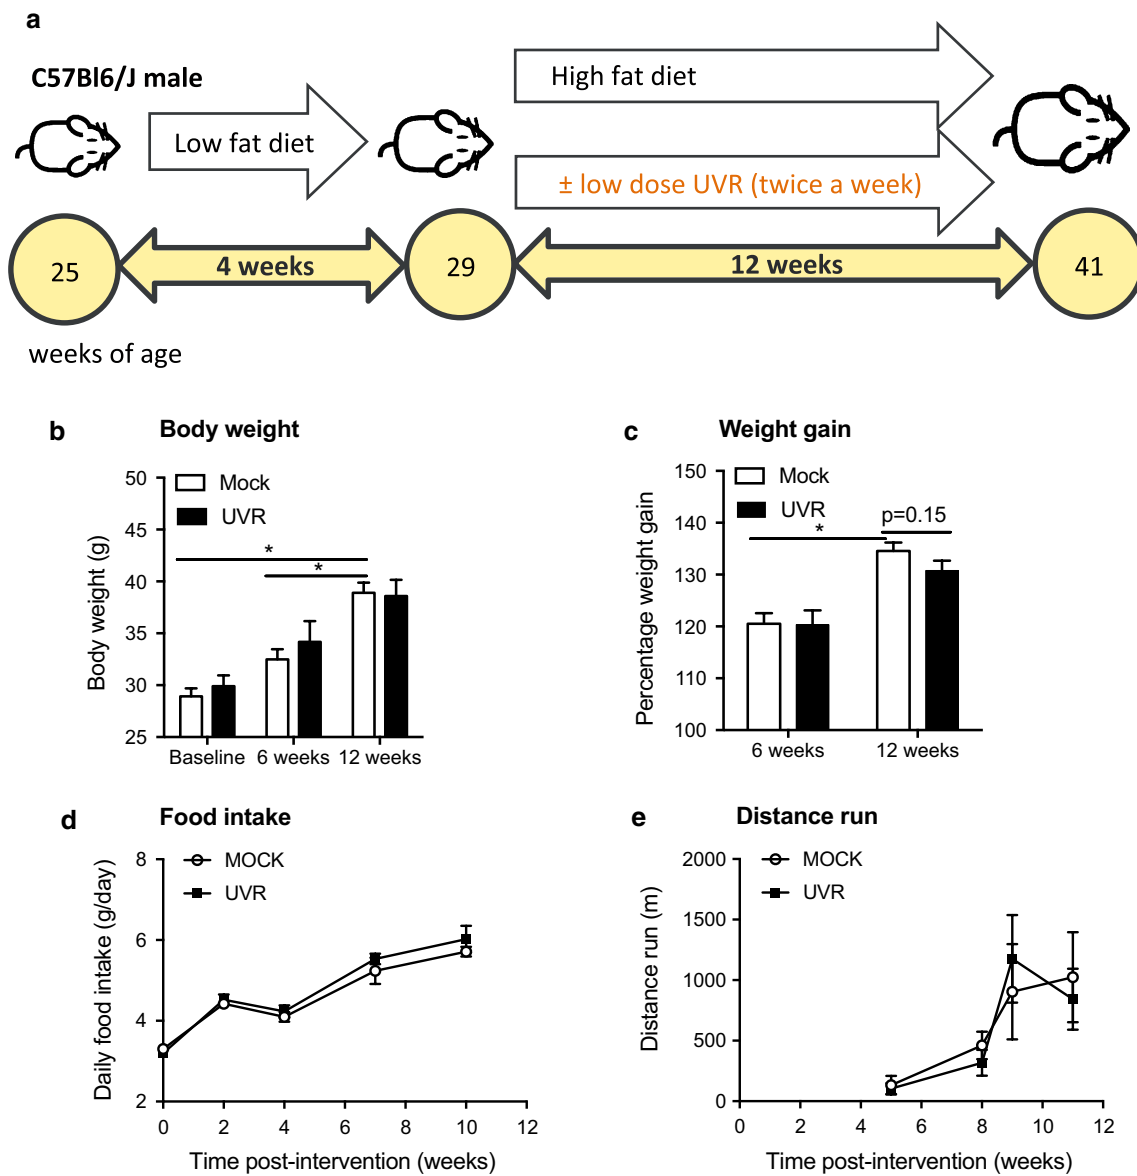 a
C57Bl6/J male
Low fat diet
High fat diet
± low dose UVR (twice a week)
25
4 weeks
29
12 weeks
41
weeks of age
b Body weight
Mock
UVR
50
45
40
35
30
25
Body weight (g)
*
*
Baseline 6 weeks 12 weeks
c Weight gain
Mock
UVR
150
140
130
120
110
100
Percentage weight gain
*
p=0.15
6 weeks 12 weeks
d Food intake
MOCK
UVR
8
6
4
2
Daily food intake (g/day)
0 2 4 6 8 10 12
Time post-intervention (weeks)
e Distance run
MOCK
UVR
2000
1500
1000
500
0
Distance run (m)
0 2 4 6 8 10 12
Time post-intervention (weeks)